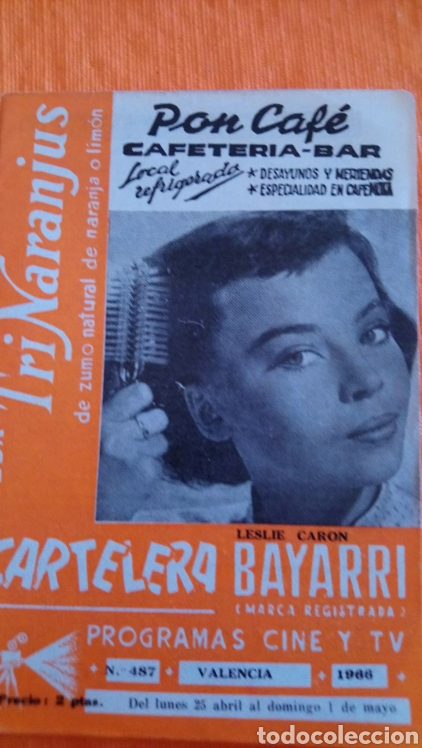 TriNaranjus
de zumo natural de naranja o limón
Pon Café
CAFETERIA-BAR
Local refrigerado
* DESAYUNOS Y MERIENDAS
* ESPECIALIDAD EN CAFE MOKA
LESLIE CARON
CARTELERA BAYARRI
(MARCA REGISTRADA)
PROGRAMAS CINE Y TV
N.º 487 VALENCIA 1966
Precio: 2 ptas. Del lunes 25 abril al domingo 1 de mayo
todocoleccion